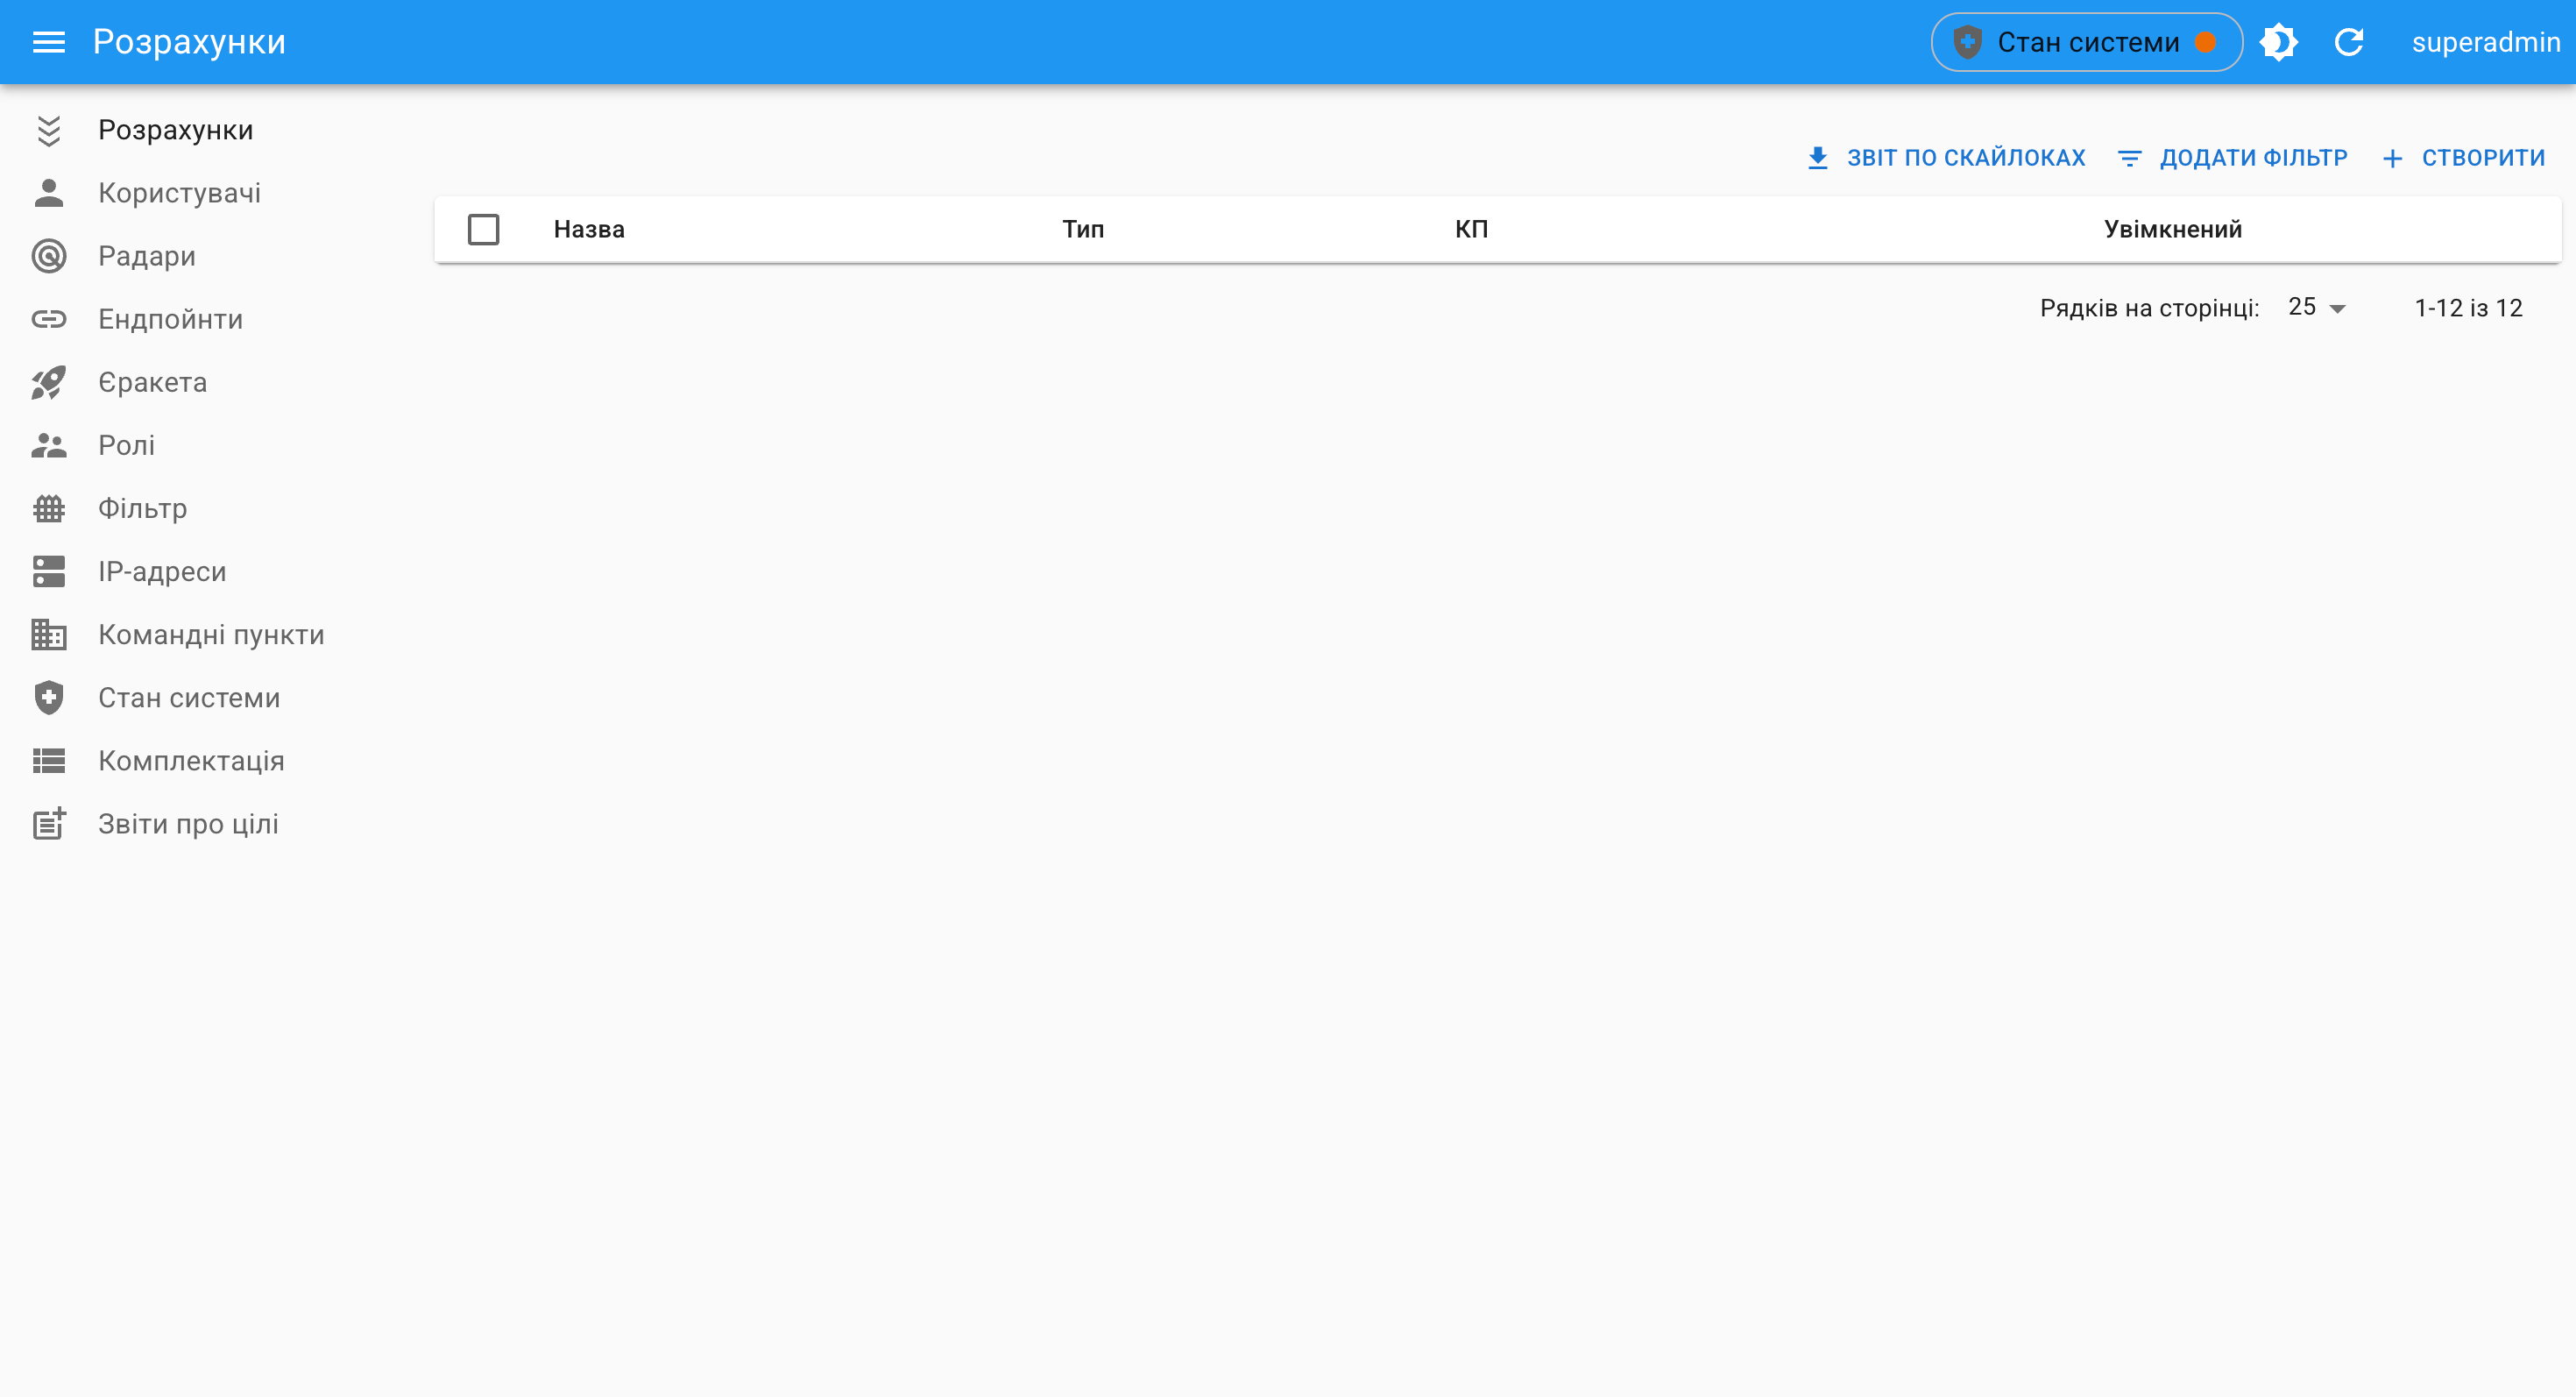 Розрахунки
Стан системи
superadmin
Розрахунки
Користувачі
Радари
Ендпойнти
Єракета
Ролі
Фільтр
IP-адреси
Командні пункти
Стан системи
Комплектація
Звіти про цілі
ЗВІТ ПО СКАЙЛОКАХ
ДОДАТИ ФІЛЬТР
СТВОРИТИ
Назва Тип КП Увімкнений
Рядків на сторінці: 25 1-12 із 12